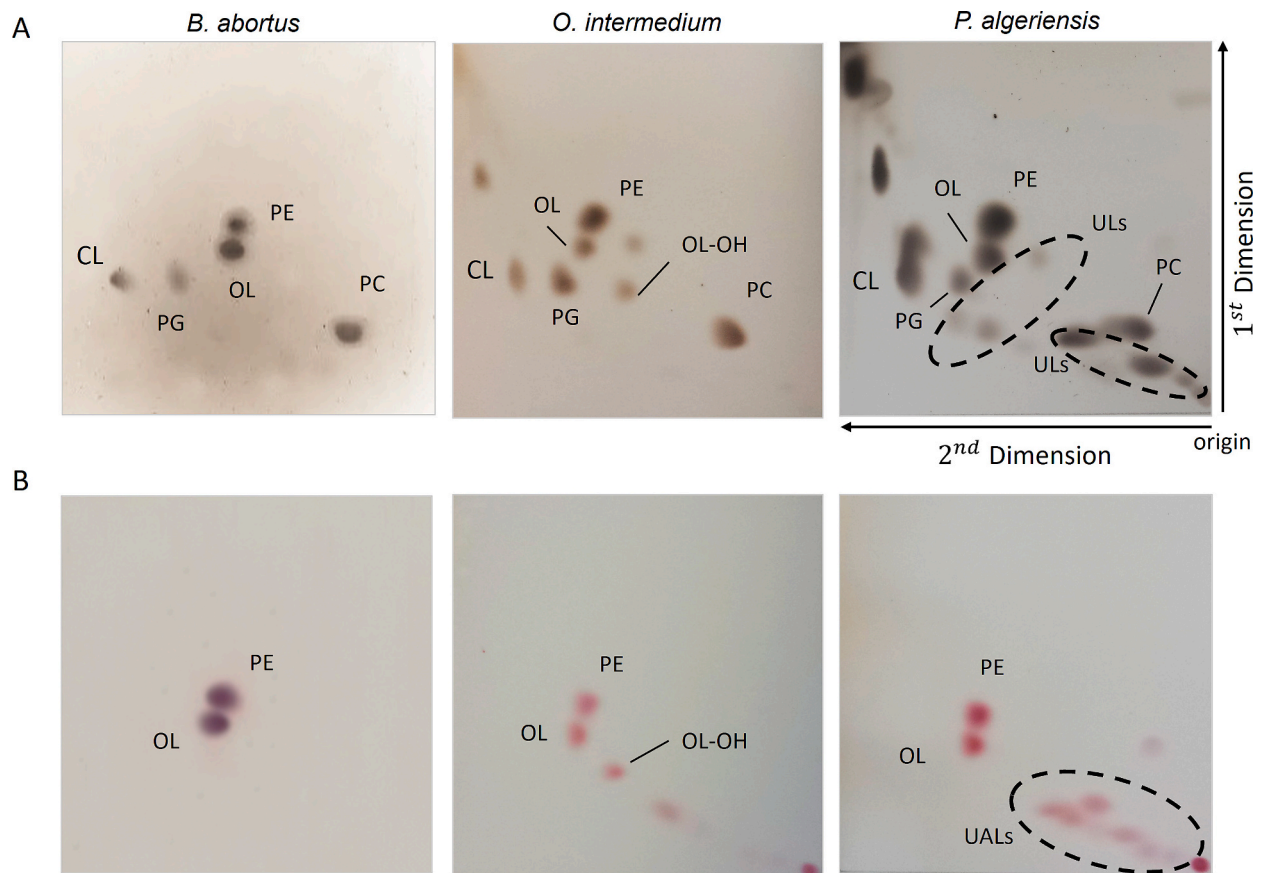 A
B. abortus
O. intermedium
P. algeriensis
PE
CL
OL
PC
PG
PE
OL
OL-OH
CL
PG
PC
PE
OL
ULs
PC
CL
PG
ULs
1st Dimension
origin
2nd Dimension
B
PE
OL
PE
OL
OL-OH
PE
OL
UALs